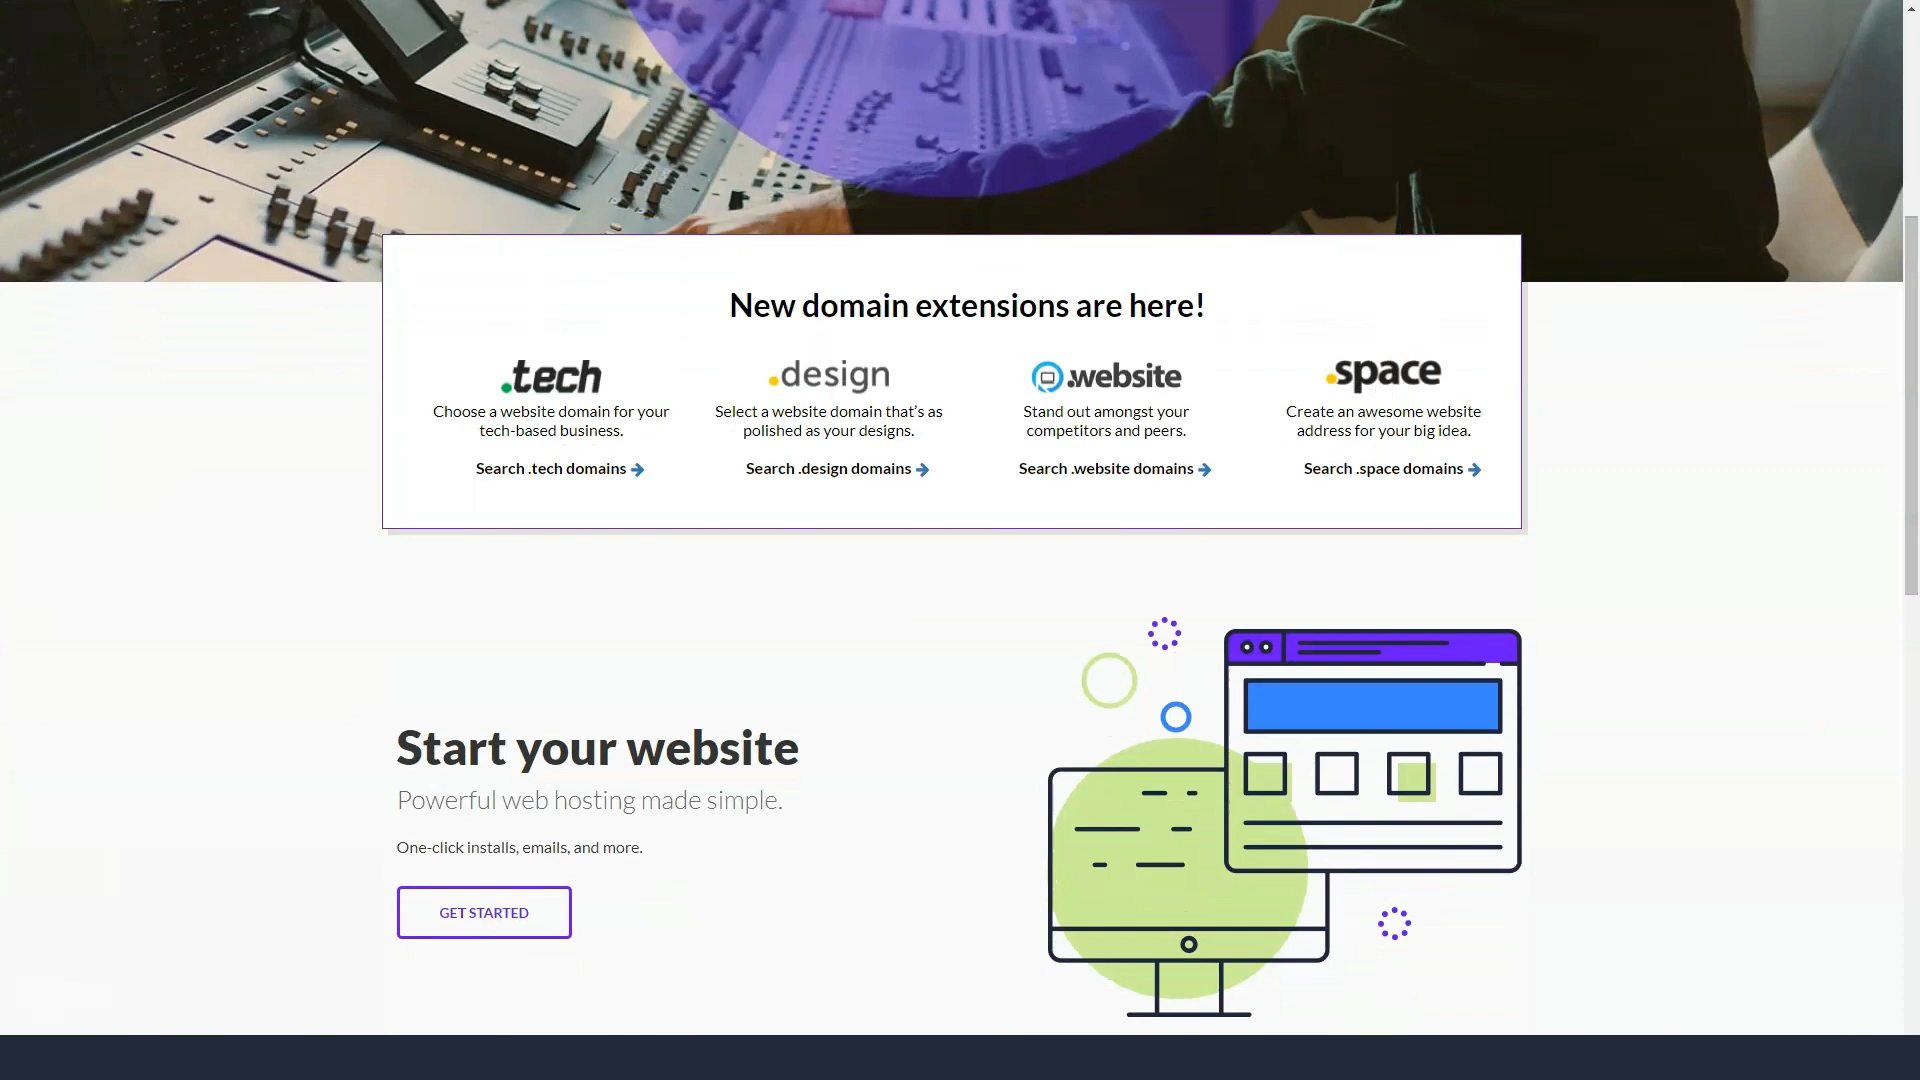 New domain extensions are here!
.tech
Choose a website domain for your
tech-based business.
Search .tech domains
.design
Select a website domain that’s as
polished as your designs.
Search .design domains
.website
Stand out amongst your
competitors and peers.
Search .website domains
.space
Create an awesome website
address for your big idea.
Search .space domains
Start your website
Powerful web hosting made simple.
One-click installs, emails, and more.
GET STARTED